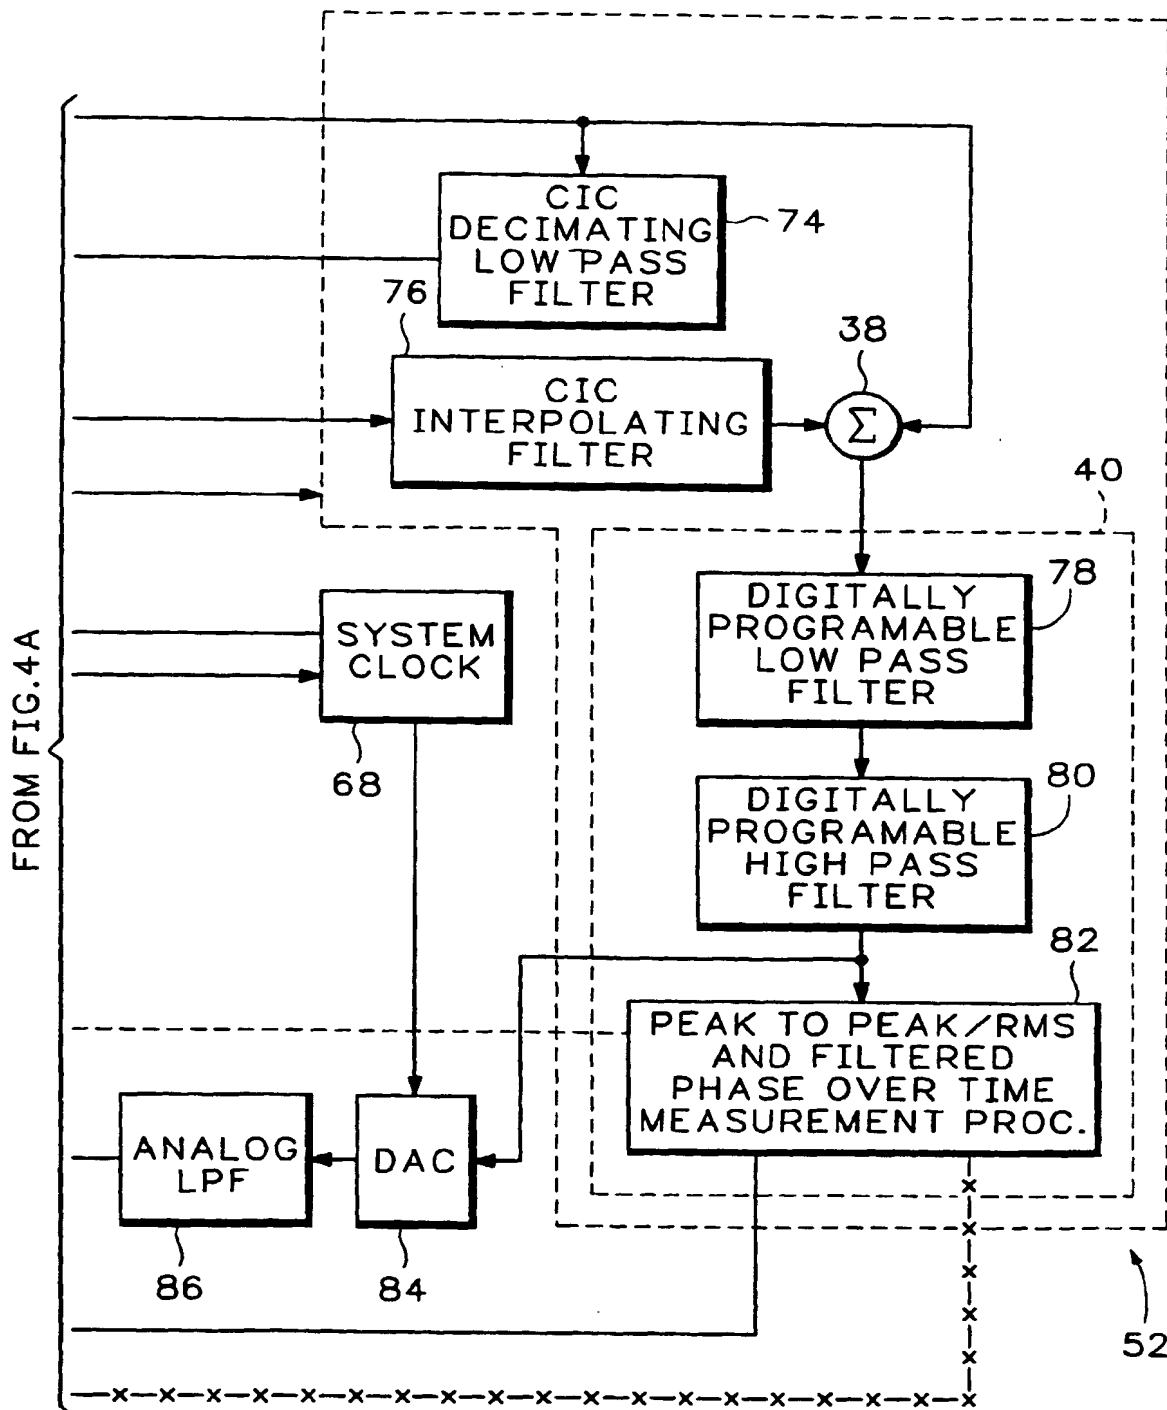 CIC
DECIMATING
LOW PASS
FILTER
74
76
CIC
INTERPOLATING
FILTER
38
Σ
40
DIGITALLY
PROGRAMABLE
LOW PASS
FILTER
78
SYSTEM
CLOCK
68
FROM FIG.4A
DIGITALLY
PROGRAMABLE
HIGH PASS
FILTER
80
82
PEAK TO PEAK/RMS
AND FILTERED
PHASE OVER TIME
MEASUREMENT PROC.
ANALOG
LPF
DAC
86
84
52